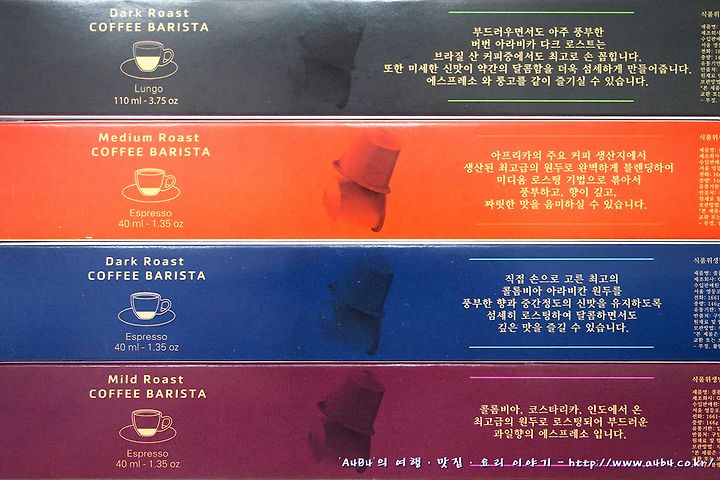 Dark Roast
COFFEE BARISTA
Lungo
110 ml - 3.75 oz
부드러우면서도 아주 풍부한
버번 아라비카 다크 로스트는
브라질 산 커피중에서도 최고로 손 꼽힙니다.
또한 미세한 신맛이 약간의 달콤함을 더욱 섬세하게 만들어줍니다.
에스프레소 와 룽고를 같이 즐기실 수 있습니다.
Medium Roast
COFFEE BARISTA
Espresso
40 ml - 1.35 oz
아프리카의 주요 커피 생산지에서
생산된 최고급의 원두로 완벽하게 블렌딩하여
미디움 로스팅 기법으로 볶아서
풍부하고, 향이 깊고,
짜릿한 맛을 음미하실 수 있습니다.
Dark Roast
COFFEE BARISTA
Espresso
40 ml - 1.35 oz
직접 손으로 고른 최고의
콜롬비아 아라비칸 원두를
풍부한 향과 중간정도의 신맛을 유지하도록
섬세히 로스팅하여 달콤하면서도
깊은 맛을 즐길 수 있습니다.
식품위생법
Mild Roast
COFFEE BARISTA
Espresso
40 ml - 1.35 oz
콜롬비아, 코스타리카, 인도에서 온
최고급의 원두로 로스팅되어 부드러운
과일향의 에스프레소 입니다.
식품위생법
'AuBu'의 여행 · 맛집 · 요리 이야기 - http://www.aubu.co.kr/